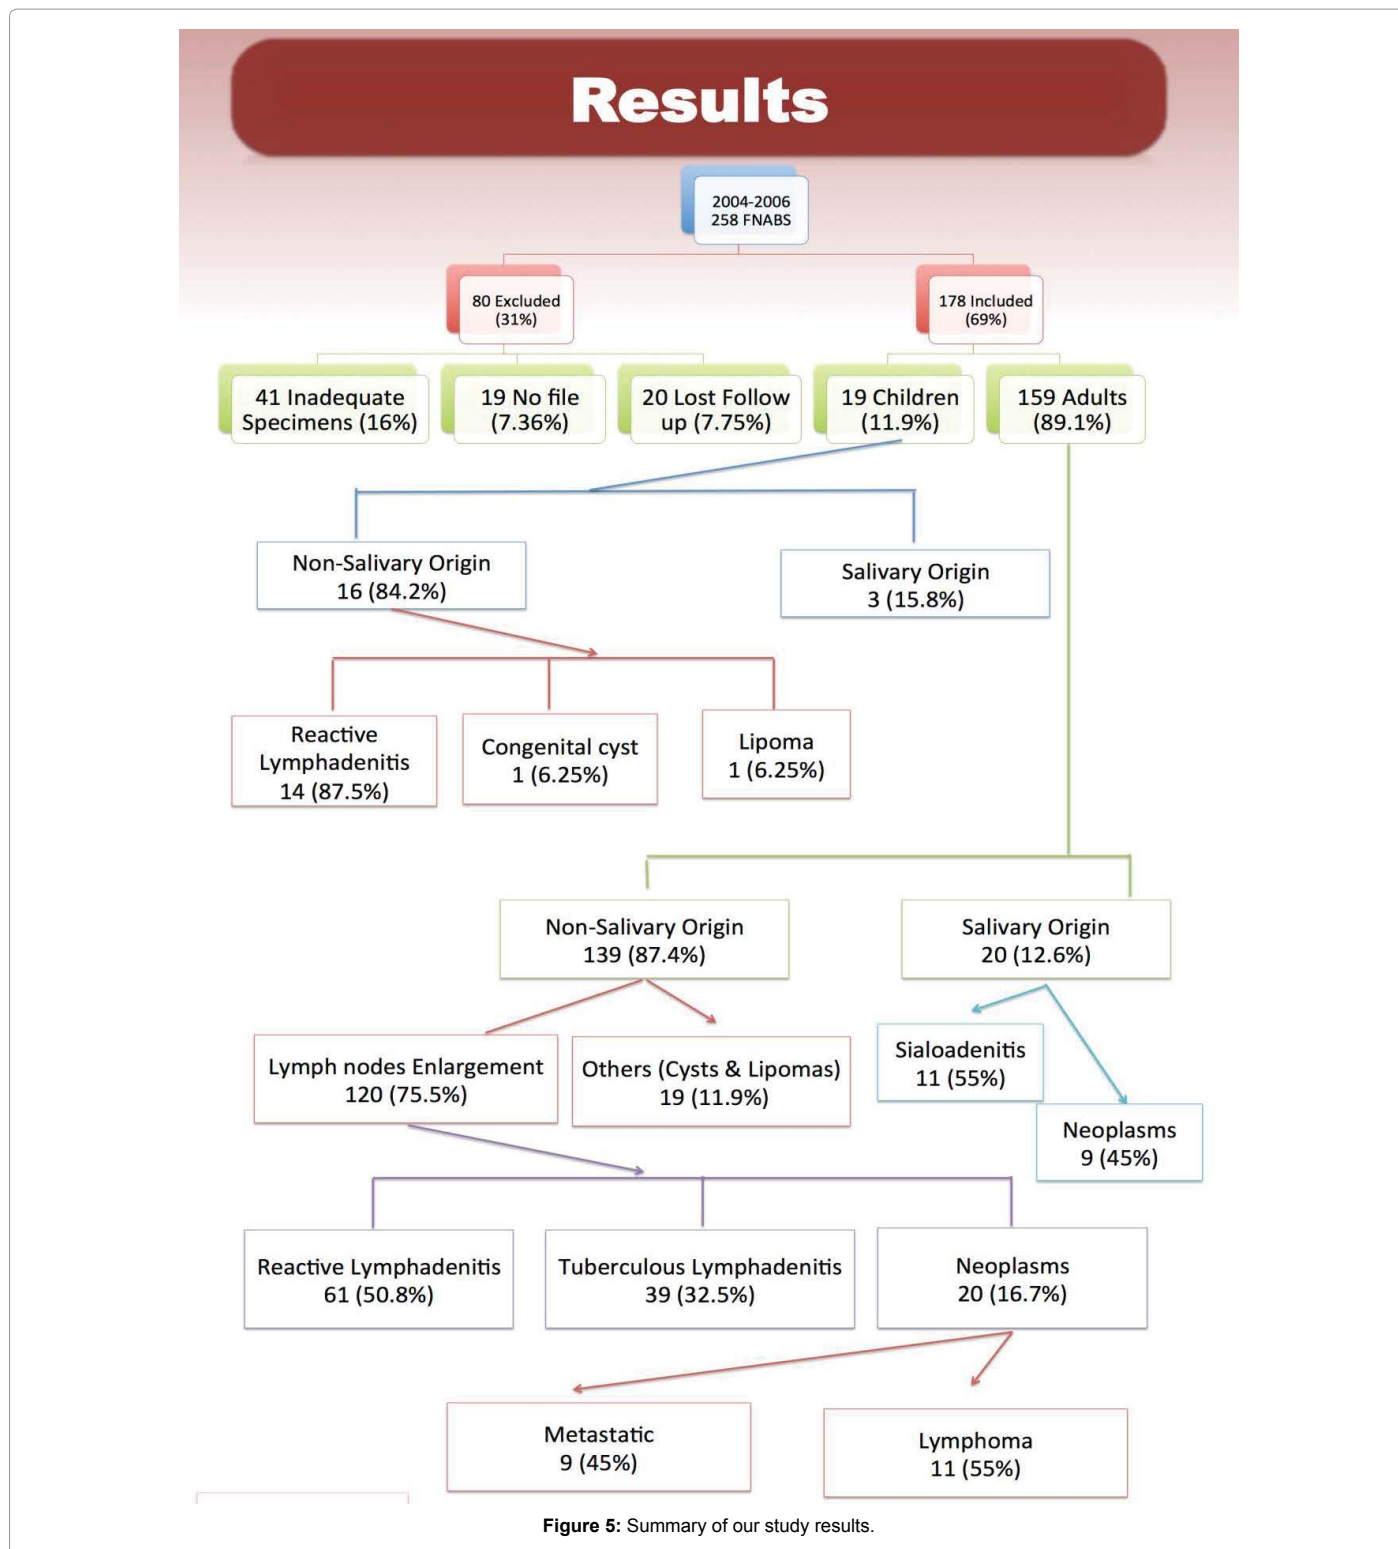 Results
2004-2006
258 FNABS
80 Excluded
(31%)
178 Included
(69%)
41 Inadequate
Specimens (16%)
19 No file
(7.36%)
20 Lost Follow
up (7.75%)
19 Children
(11.9%)
159 Adults
(89.1%)
Non-Salivary Origin
16 (84.2%)
Salivary Origin
3 (15.8%)
Reactive
Lymphadenitis
14 (87.5%)
Congenital cyst
1 (6.25%)
Lipoma
1 (6.25%)
Non-Salivary Origin
139 (87.4%)
Salivary Origin
20 (12.6%)
Lymph nodes Enlargement
120 (75.5%)
Others (Cysts & Lipomas)
19 (11.9%)
Sialoadenitis
11 (55%)
Neoplasms
9 (45%)
Reactive Lymphadenitis
61 (50.8%)
Tuberculous Lymphadenitis
39 (32.5%)
Neoplasms
20 (16.7%)
Metastatic
9 (45%)
Lymphoma
11 (55%)
Figure 5: Summary of our study results.